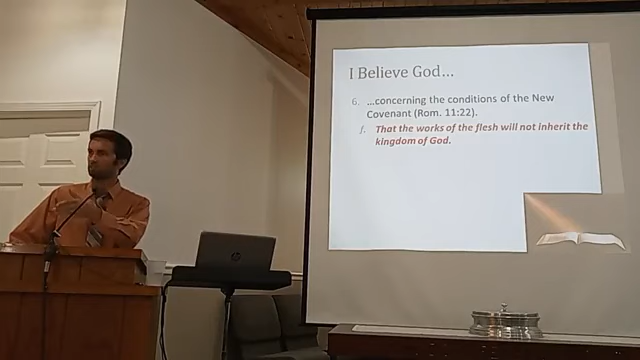 I Believe God...
6. ...concerning the conditions of the New
Covenant (Rom. 11:22).
f. That the works of the flesh will not inherit the
kingdom of God.
hp